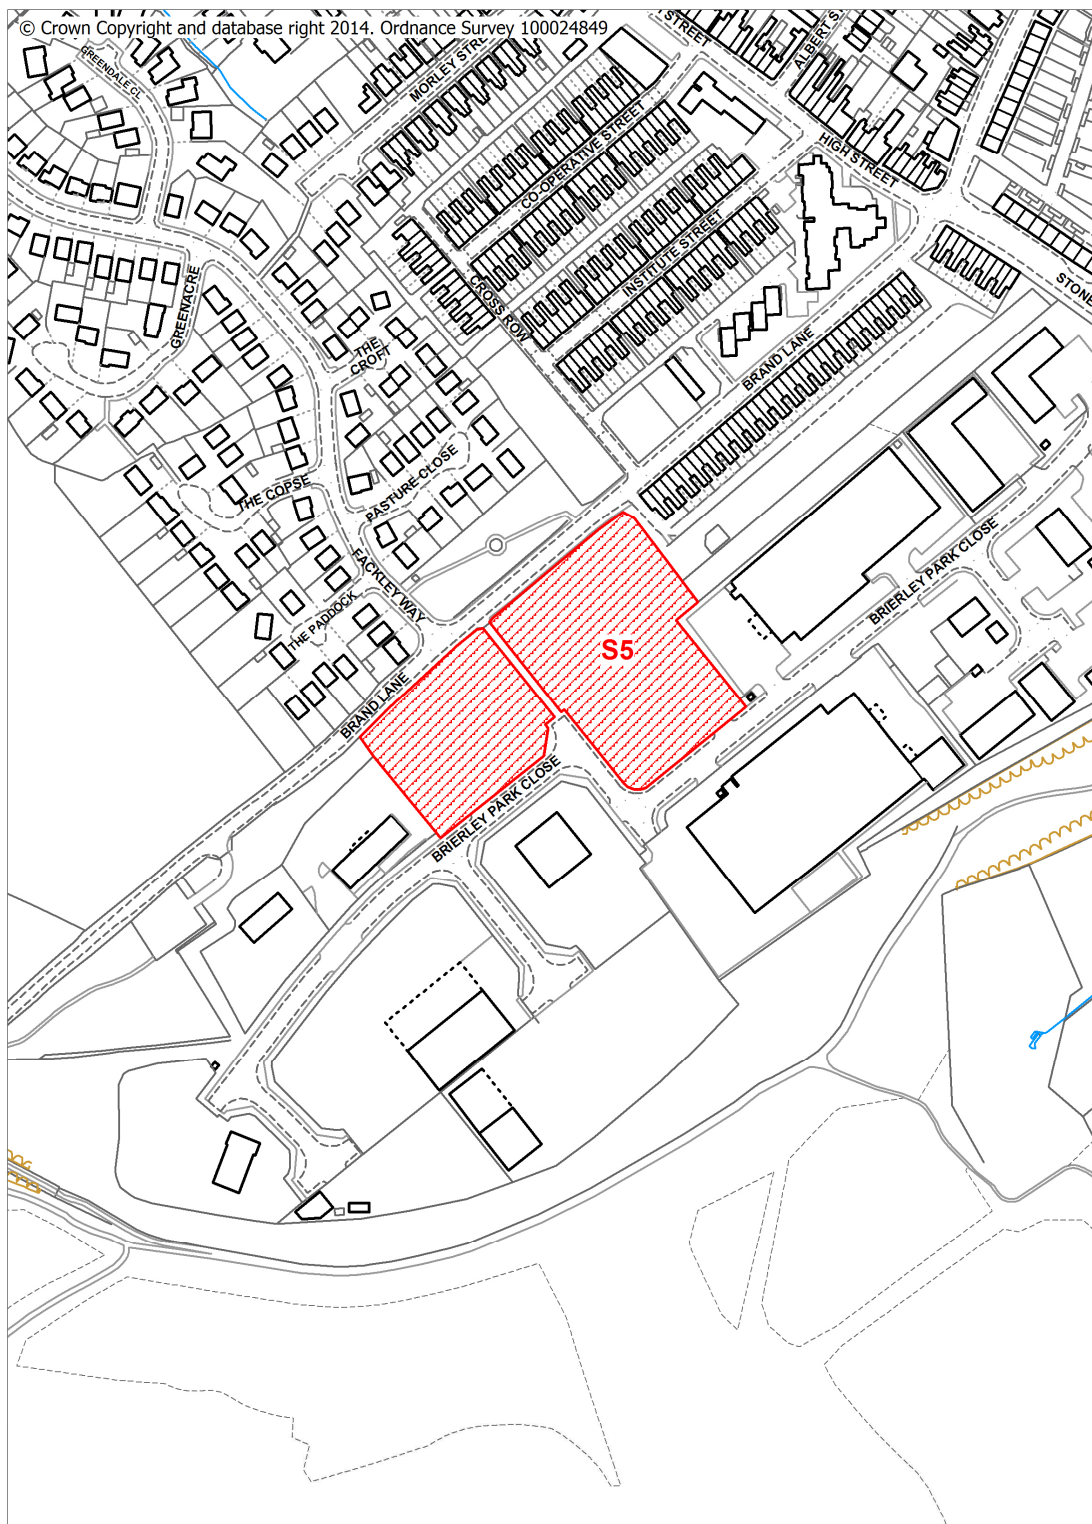 © Crown Copyright and database right 2014. Ordnance Survey 100024849
GREENDALE CL
MORLEY STRE
STREET
ALBERT S
CO-OPERATIVE STREET
HIGH STREET
INSTITUTE STREET
CROSS ROW
STONE
GREENACRE
THE
CROFT
BRAND LANE
PASTURE CLOSE
THE COPSE
FACKLEY WAY
THE PADDOCK
BRIERLEY PARK CLOSE
S5
BRAND LANE
BRIERLEY PARK CLOSE